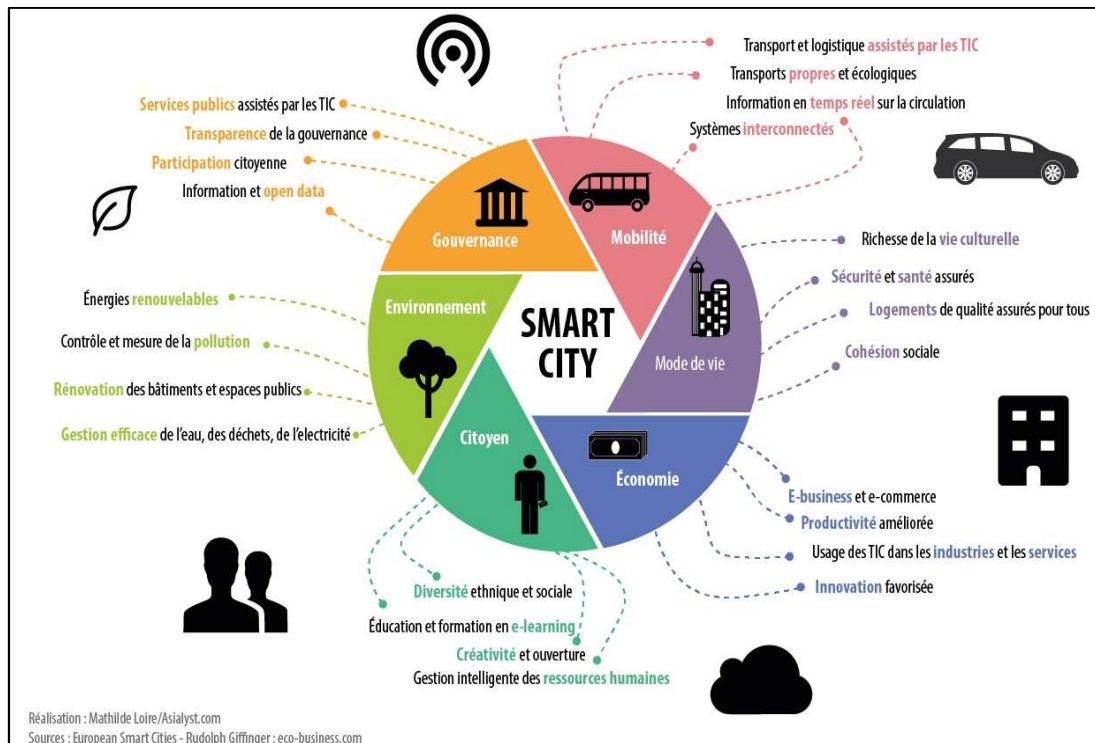 Transport et logistique assistés par les TIC
Transports propres et écologiques
Information en temps réel sur la circulation
Systèmes interconnectés
Services publics assistés par les TIC
Transparence de la gouvernance
Participation citoyenne
Information et open data
Gouvernance
Mobilité
Richesse de la vie culturelle
Sécurité et santé assurés
Logements de qualité assurés pour tous
Cohésion sociale
Mode de vie
Environnement
Énergies renouvelables
Contrôle et mesure de la pollution
Rénovation des bâtiments et espaces publics
Gestion efficace de l'eau, des déchets, de l'electricité
SMART
CITY
Citoyen
Économie
E-business et e-commerce
Productivité améliorée
Usage des TIC dans les industries et les services
Innovation favorisée
Diversité ethnique et sociale
Éducation et formation en e-learning
Créativité et ouverture
Gestion intelligente des ressources humaines
Réalisation : Mathilde Loire/Asialyst.com
Sources : European Smart Cities - Rudolph Giffinger ; eco-business.com